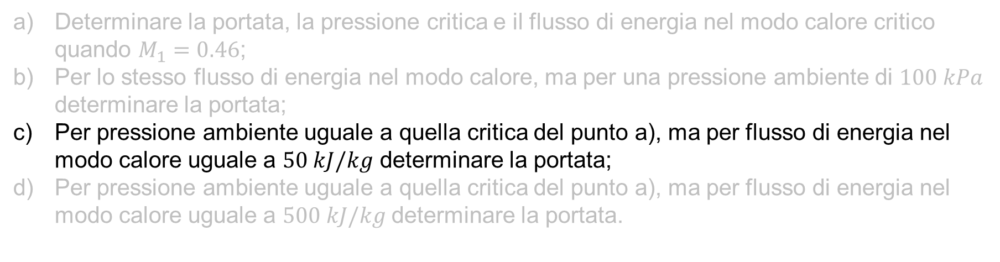 a) Determinare la portata, la pressione critica e il flusso di energia nel modo calore critico
quando M₁ = 0.46;
b) Per lo stesso flusso di energia nel modo calore, ma per una pressione ambiente di 100 kPa
determinare la portata;
c) Per pressione ambiente uguale a quella critica del punto a), ma per flusso di energia nel
modo calore uguale a 50 kJ/kg determinare la portata;
d) Per pressione ambiente uguale a quella critica del punto a), ma per flusso di energia nel
modo calore uguale a 500 kJ/kg determinare la portata.